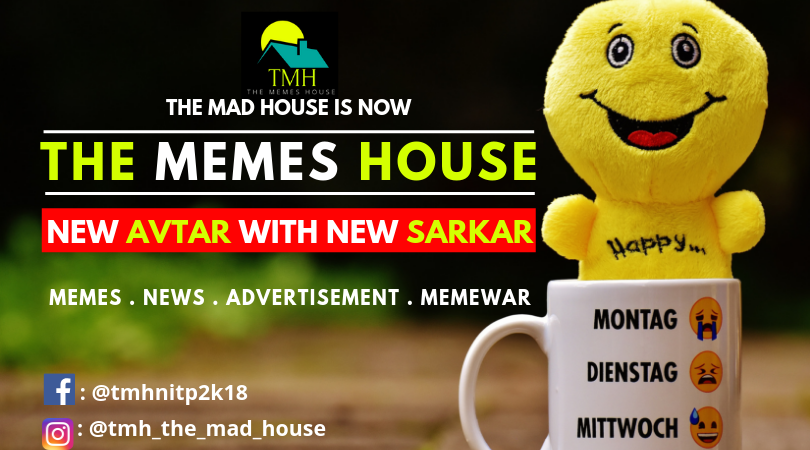 TMH
THE MEMES HOUSE
THE MAD HOUSE IS NOW
THE MEMES HOUSE
NEW AVTAR WITH NEW SARKAR
MEMES . NEWS . ADVERTISEMENT . MEMEWAR
: @tmhnitp2k18
: @tmh_the_mad_house
Happy...
MONTAG
DIENSTAG
MITTWOCH